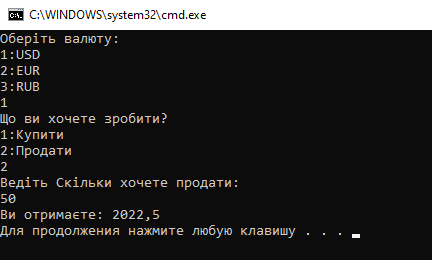 C:\WINDOWS\system32\cmd.exe
Оберіть валюту:
1:USD
2:EUR
3:RUB
1
Що ви хочете зробити?
1:Купити
2:Продати
2
Ведіть Скільки хочете продати:
50
Ви отримаєте: 2022,5
Для продолжения нажмите любую клавишу . . .